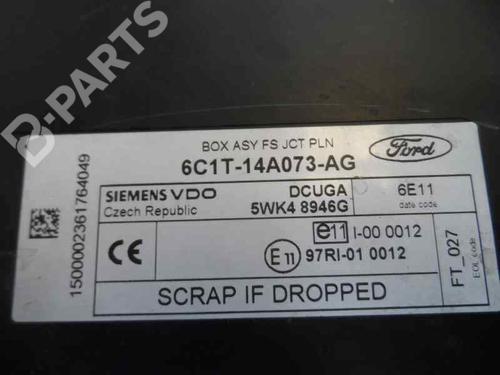 B-PARTS
BOX ASY FS JCT PLN
6C1T-14A073-AG
Ford
SIEMENS VDO
DCUGA
6E11
Czech Republic
5WK4 8946G
date code
1500002361764049
CE
e11 I-00 0012
E11 97RI-01 0012
FT_027
EOL code
SCRAP IF DROPPED